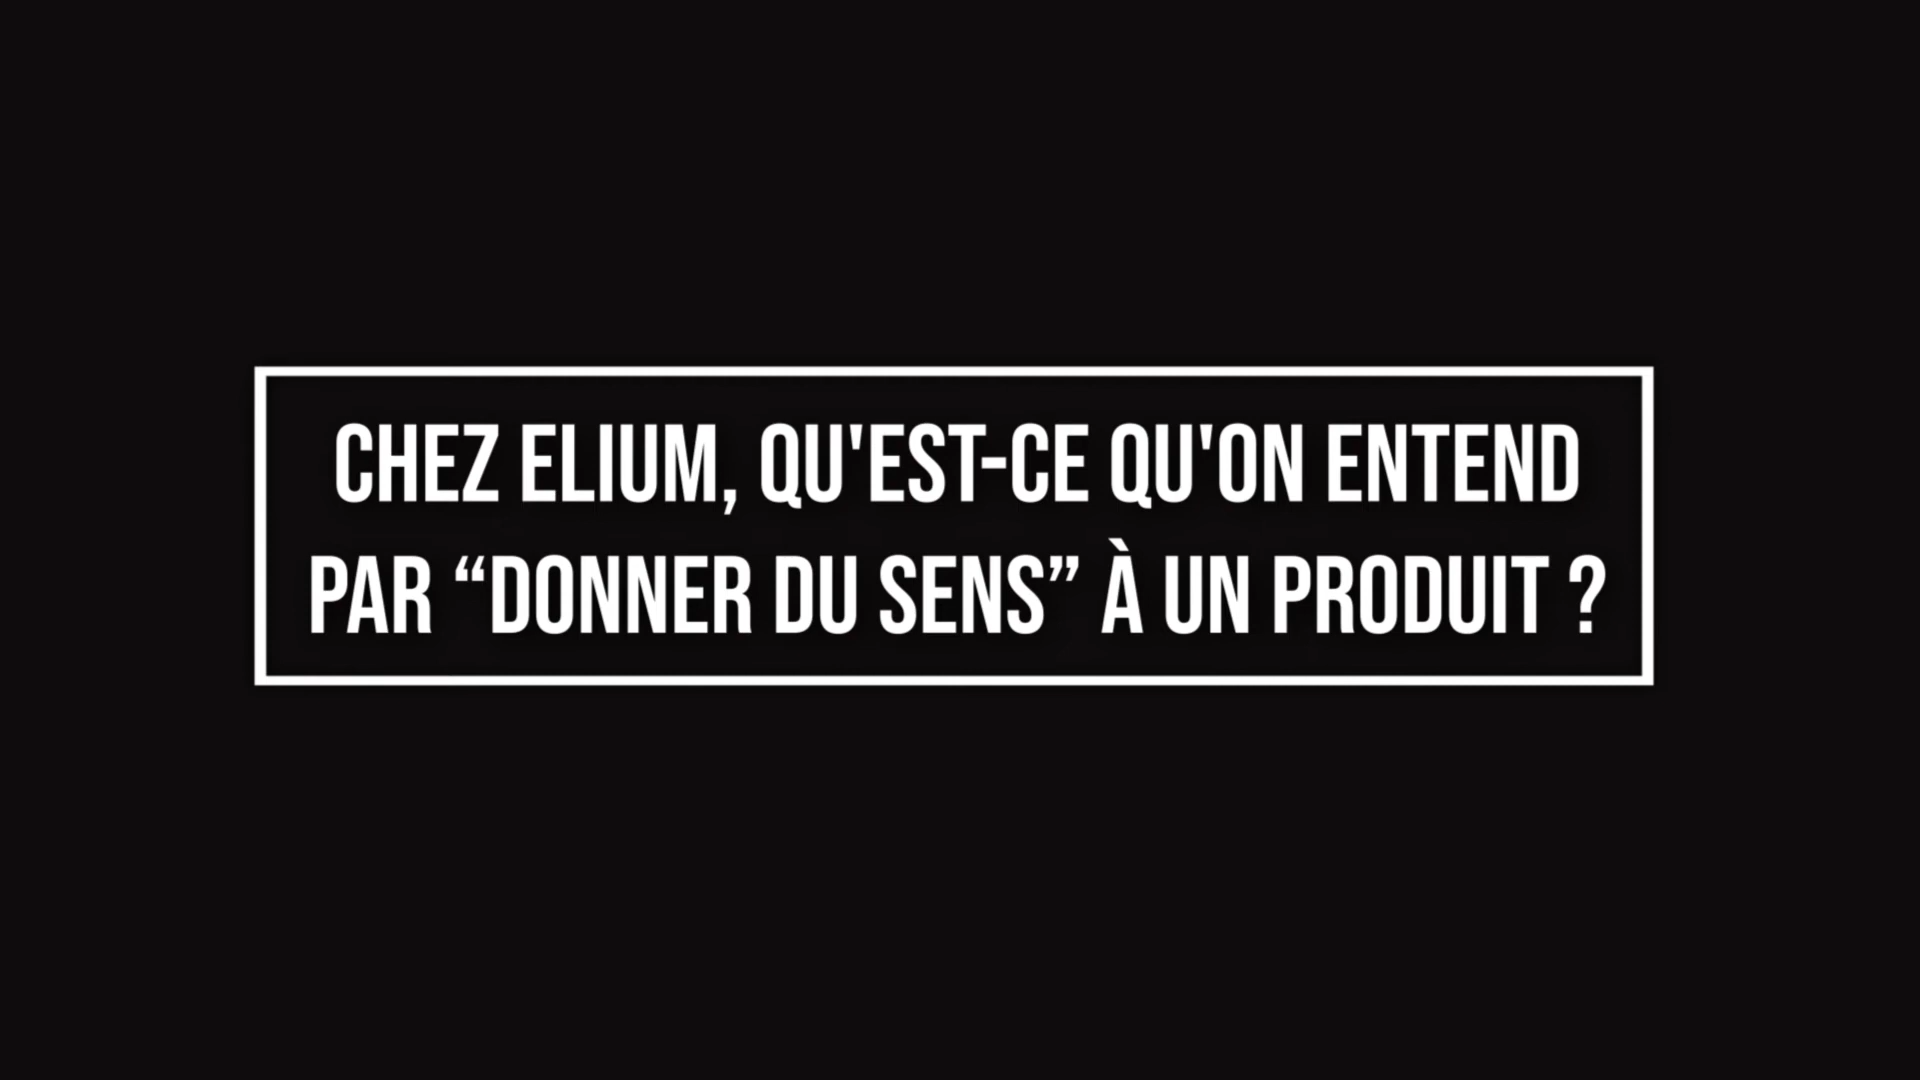 CHEZ ELIUM, QU'EST-CE QU'ON ENTEND
PAR “DONNER DU SENS” À UN PRODUIT ?